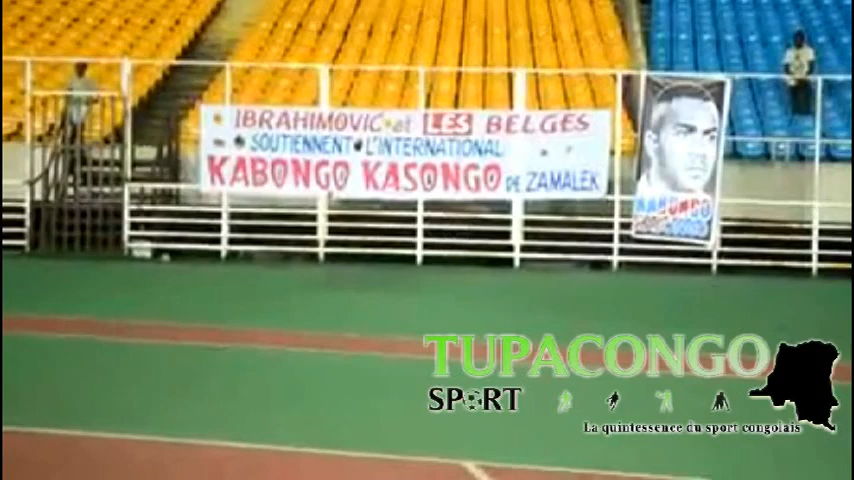 IBRAHIMOVIC et LES BELGES
SOUTIENNENT L'INTERNATIONAL
KABONGO KASONGO DE ZAMALEK
KABONGO
TUPACONGO
SPORT
La quintessence du sport congolais